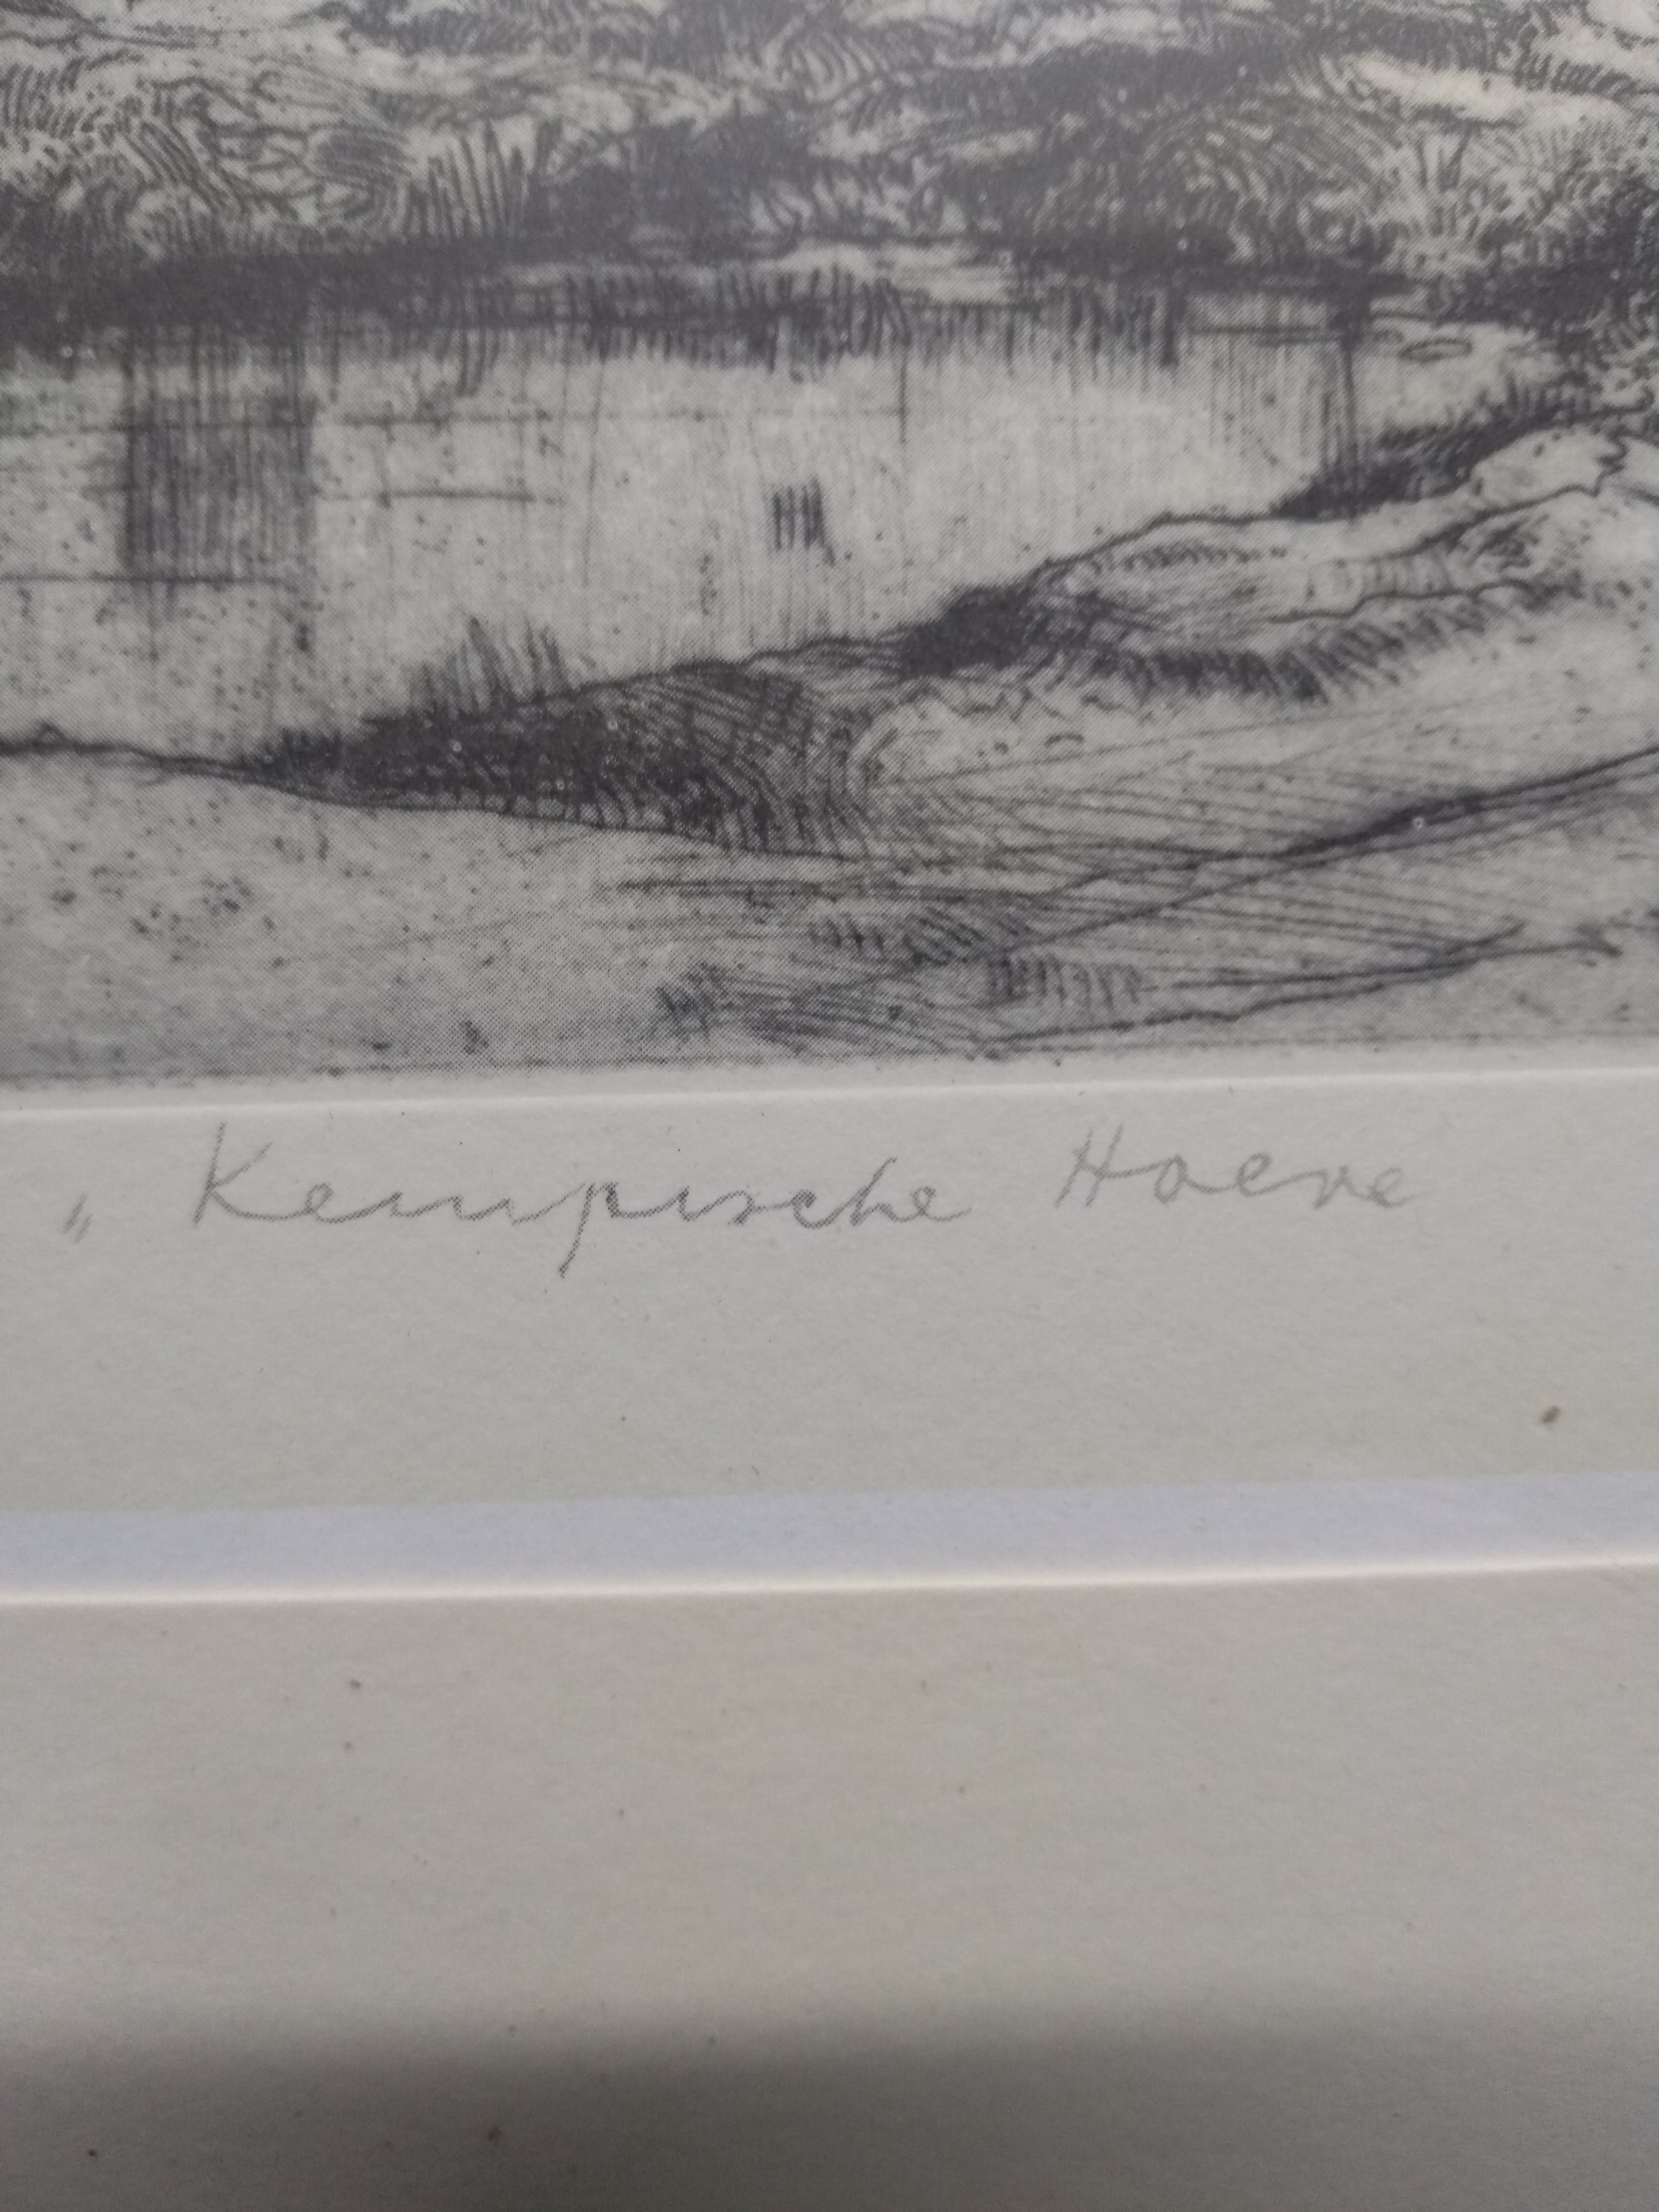 „ Kempische Hoeve